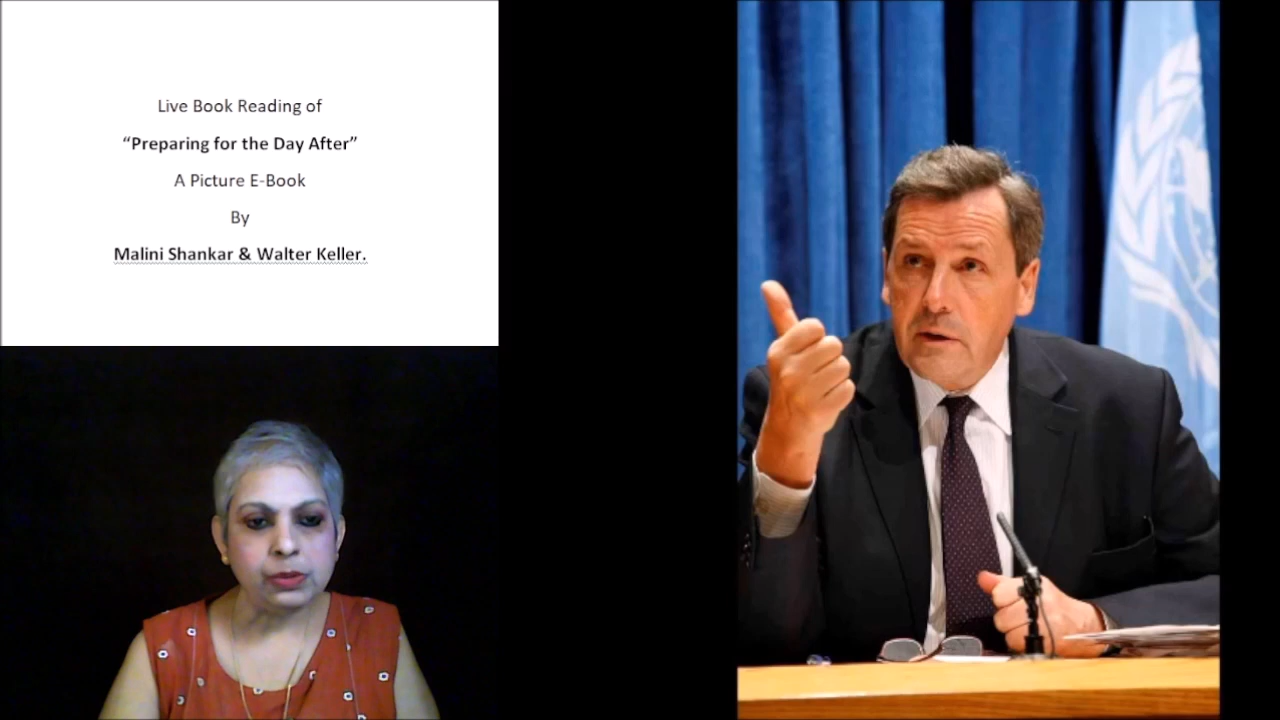 Live Book Reading of
“Preparing for the Day After”
A Picture E-Book
By
Malini Shankar & Walter Keller.